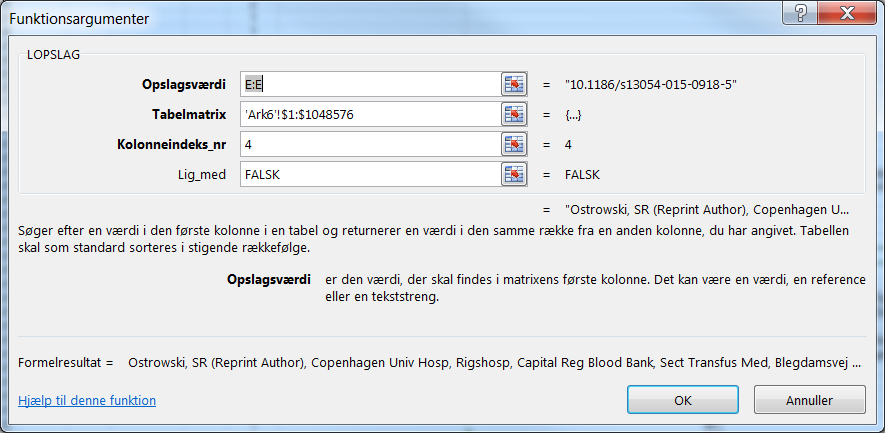 Funktionsargumenter
LOPSLAG
Opslagsværdi E:E = "10.1186/s13054-015-0918-5"
Tabelmatrix 'Ark6'!$1:$1048576 = {...}
Kolonneindeks_nr 4 = 4
Lig_med FALSK = FALSK
= "Ostrowski, SR (Reprint Author), Copenhagen U...
Søger efter en værdi i den første kolonne i en tabel og returnerer en værdi i den samme række fra en anden kolonne, du har angivet. Tabellen
skal som standard sorteres i stigende rækkefølge.
Opslagsværdi er den værdi, der skal findes i matrixens første kolonne. Det kan være en værdi, en reference
eller en tekststreng.
Formelresultat = Ostrowski, SR (Reprint Author), Copenhagen Univ Hosp, Rigshosp, Capital Reg Blood Bank, Sect Transfus Med, Blegdamsvej ...
Hjælp til denne funktion OK Annuller